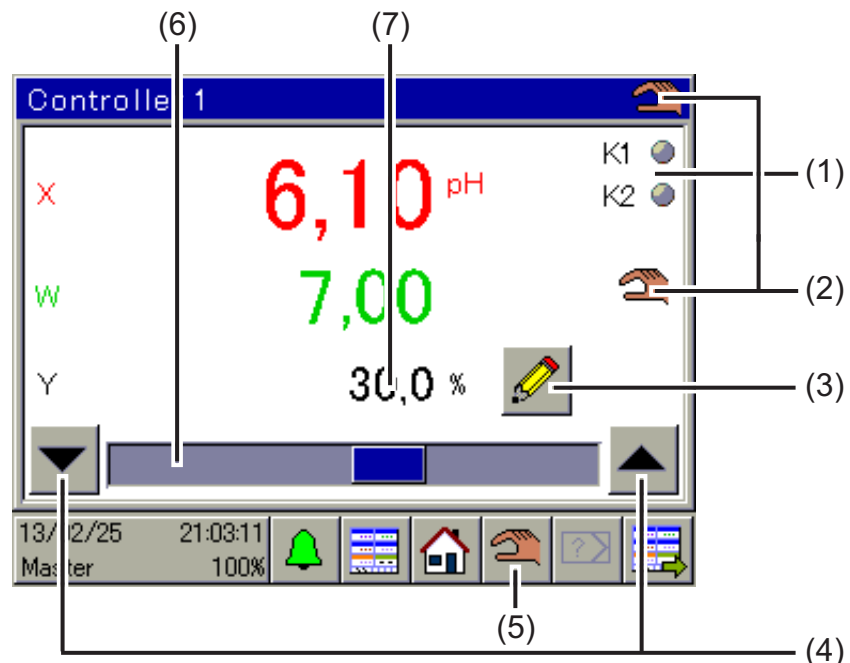 (6) (7)
Controller 1
K1
(1)
X 6,10 pH
K2
W 7,00
(2)
Y 30,0 %
(3)
13/02/25 21:03:11
Master 100%
(5)
(4)